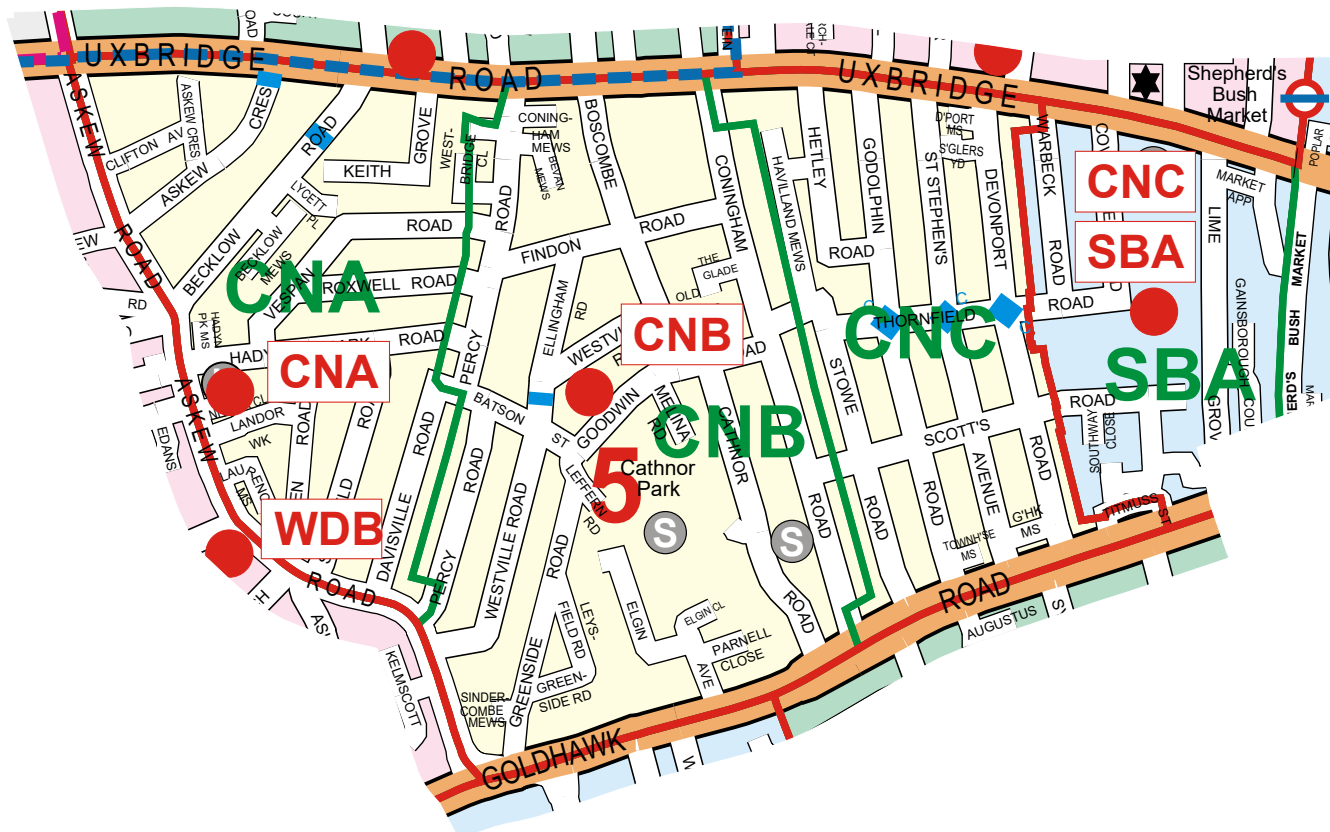 UXBRIDGE
ROAD
UXBRIDGE
Shepherd's
Bush
Market
POPLAR
ASKEW
ROAD
ASKEW
ROAD
ASKEW CRES
CLIFTON AV
ASKEW
CRES
BECKLOW
ROAD
LYCETT
PL
BECKLOW
MEWS
VESPAN
KEITH
GROVE
WEST-
BRIDGE
CL
CONING-
HAM
MEWS
BEVAN
MEWS
BOSCOMBE
ROAD
ROAD
FINDON
ROAD
ROXWELL ROAD
CNA
RD
ROAD
PERCY
ELLINGHAM
RD
THE
GLADE
OLD
CONINGHAM
HAVILLAND MEWS
HETLEY
GODOLPHIN
D'PORT
MS
S'GLERS
YD
ST STEPHEN'S
DEVONPORT
WARBECK
ROAD
ROAD
ROAD
CNC
SBA
MARKET
APP
LIME
GROV
GAINSBOROUGH
BUSH MARKET
CNA
LANDOR
WK
ROAD
EDANS
WDB
DAVISVILLE
ROAD
PERCY
ROAD
BATSON
ST
WESTVILLE ROAD
GOODWIN
CNB
MELINA
RD
CATHNOR
CNB
5
Cathnor
Park
LEFFERN
RD
S
S
STOWE
ROAD
ROAD
THORNFIELD
CNC
SBA
SCOTT'S
ROAD
AVENUE
ROAD
TOWNH'SE
MS
G'HK
MS
ROAD
SOUTHWAY
CLOSE
TITMUSS
ST
ROAD
AUGUSTUS
GREENSIDE
ROAD
LEYS-
FIELD RD
GREEN-
SIDE RD
ELGIN
AVE
ELGIN CL
PARNELL
CLOSE
ROAD
SINDER-
COMBE
MEWS
KELMSCOTT
GOLDHAWK